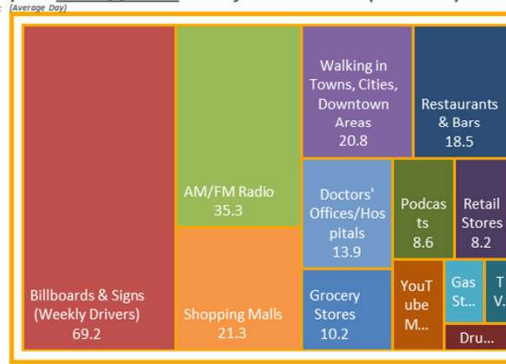 (Average Day)
Billboards & Signs
(Weekly Drivers)
69.2
AM/FM Radio
35.3
Shopping Malls
21.3
Walking in
Towns, Cities,
Downtown
Areas
20.8
Restaurants
& Bars
18.5
Doctors'
Offices/Hos
pitals
13.9
Podcas
ts
8.6
Retail
Stores
8.2
Grocery
Stores
10.2
YouT
ube
M...
Gas
St...
T
V.
Dru...